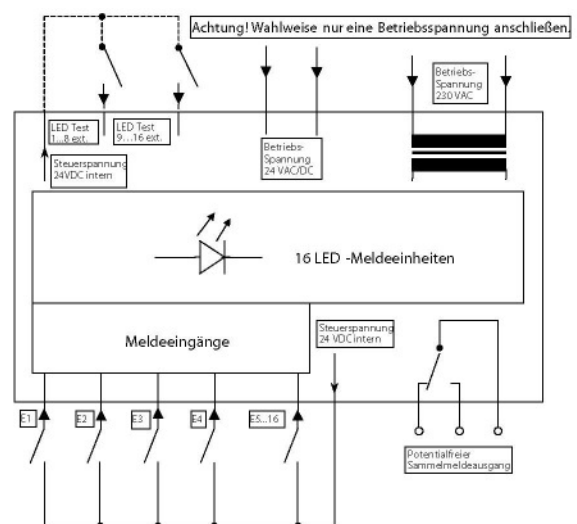 Achtung! Wahlweise nur eine Betriebsspannung anschließen.
Betriebs-
Spannung
230 VAC
LED Test
1...8 ext.
LED Test
9...16 ext.
Steuerspannung
24VDC intern
Betriebs-
Spannung
24 VAC/DC
16 LED -Meldeeinheiten
Meldeeingänge
Steuerspannung
24 VDC intern
E1
E2
E3
E4
E5...16
Potentialfreier
Sammelmeldeausgang